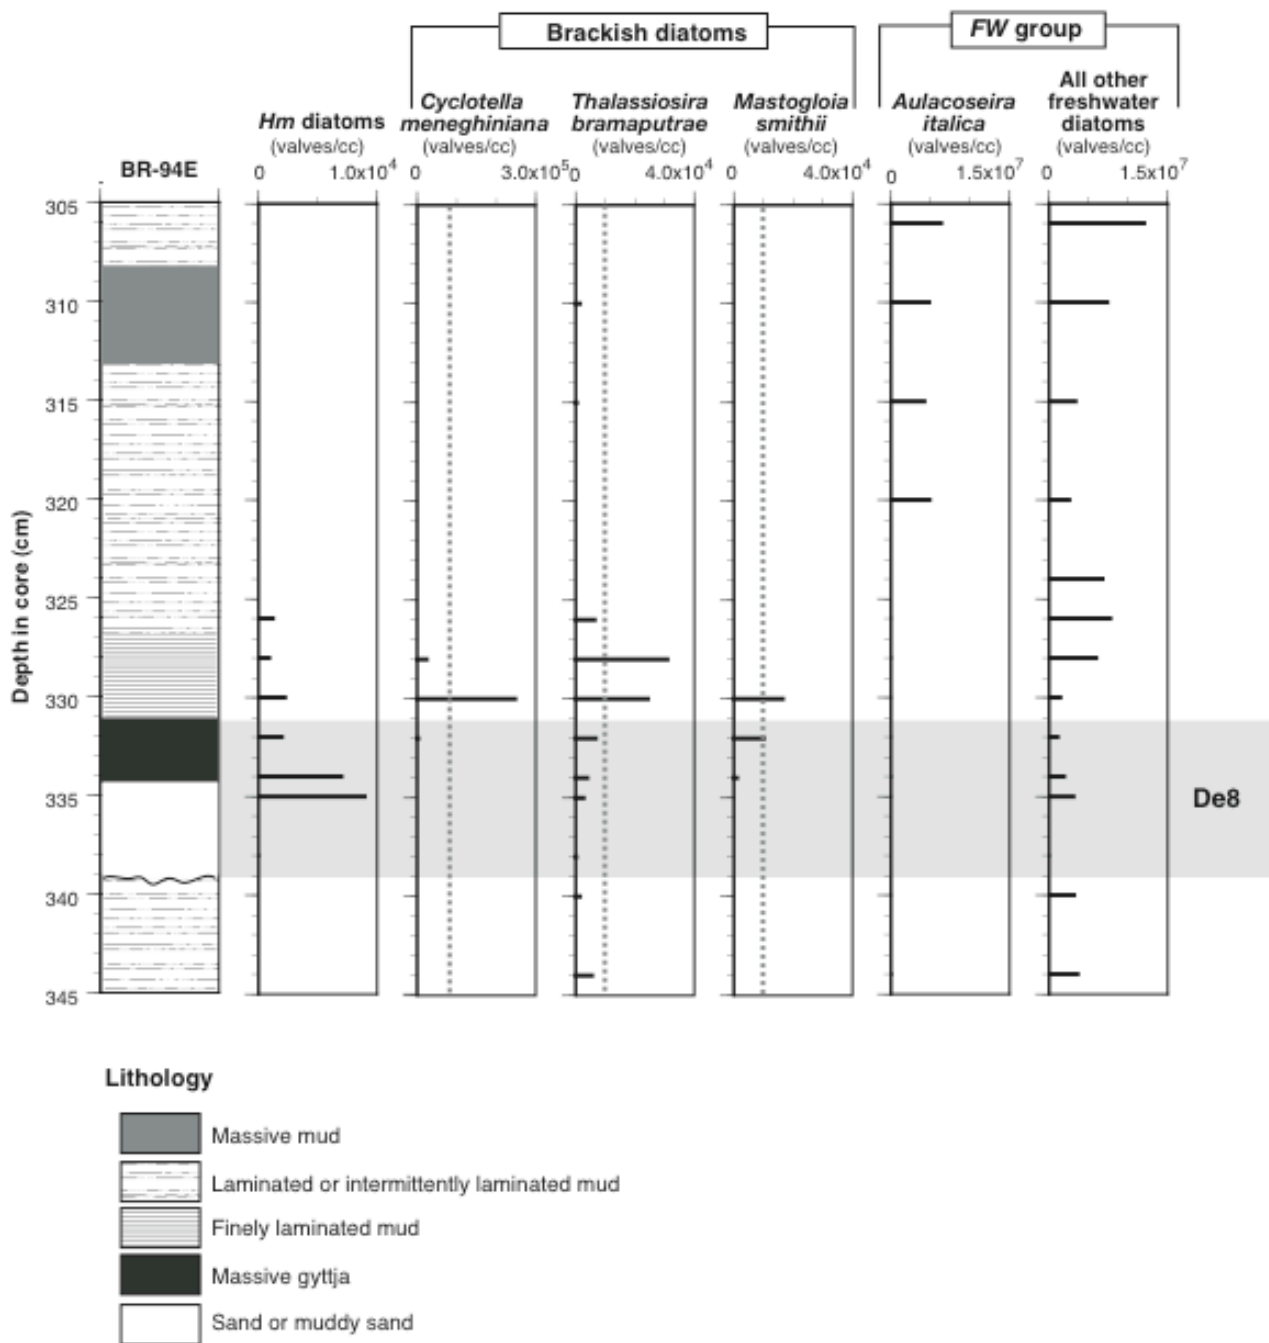 Brackish diatoms
FW group
Hm diatoms
(valves/cc)
0 1.0x10⁴
Cyclotella
meneghiniana
(valves/cc)
0 3.0x10⁵
Thalassiosira
bramaputrae
(valves/cc)
0 4.0x10⁴
Mastogloia
smithii
(valves/cc)
0 4.0x10⁴
Aulacoseira
italica
(valves/cc)
0 1.5x10⁷
All other
freshwater
diatoms
(valves/cc)
0 1.5x10⁷
BR-94E
Depth in core (cm)
305
310
315
320
325
330
335
340
345
De8
Lithology
Massive mud
Laminated or intermittently laminated mud
Finely laminated mud
Massive gyttja
Sand or muddy sand